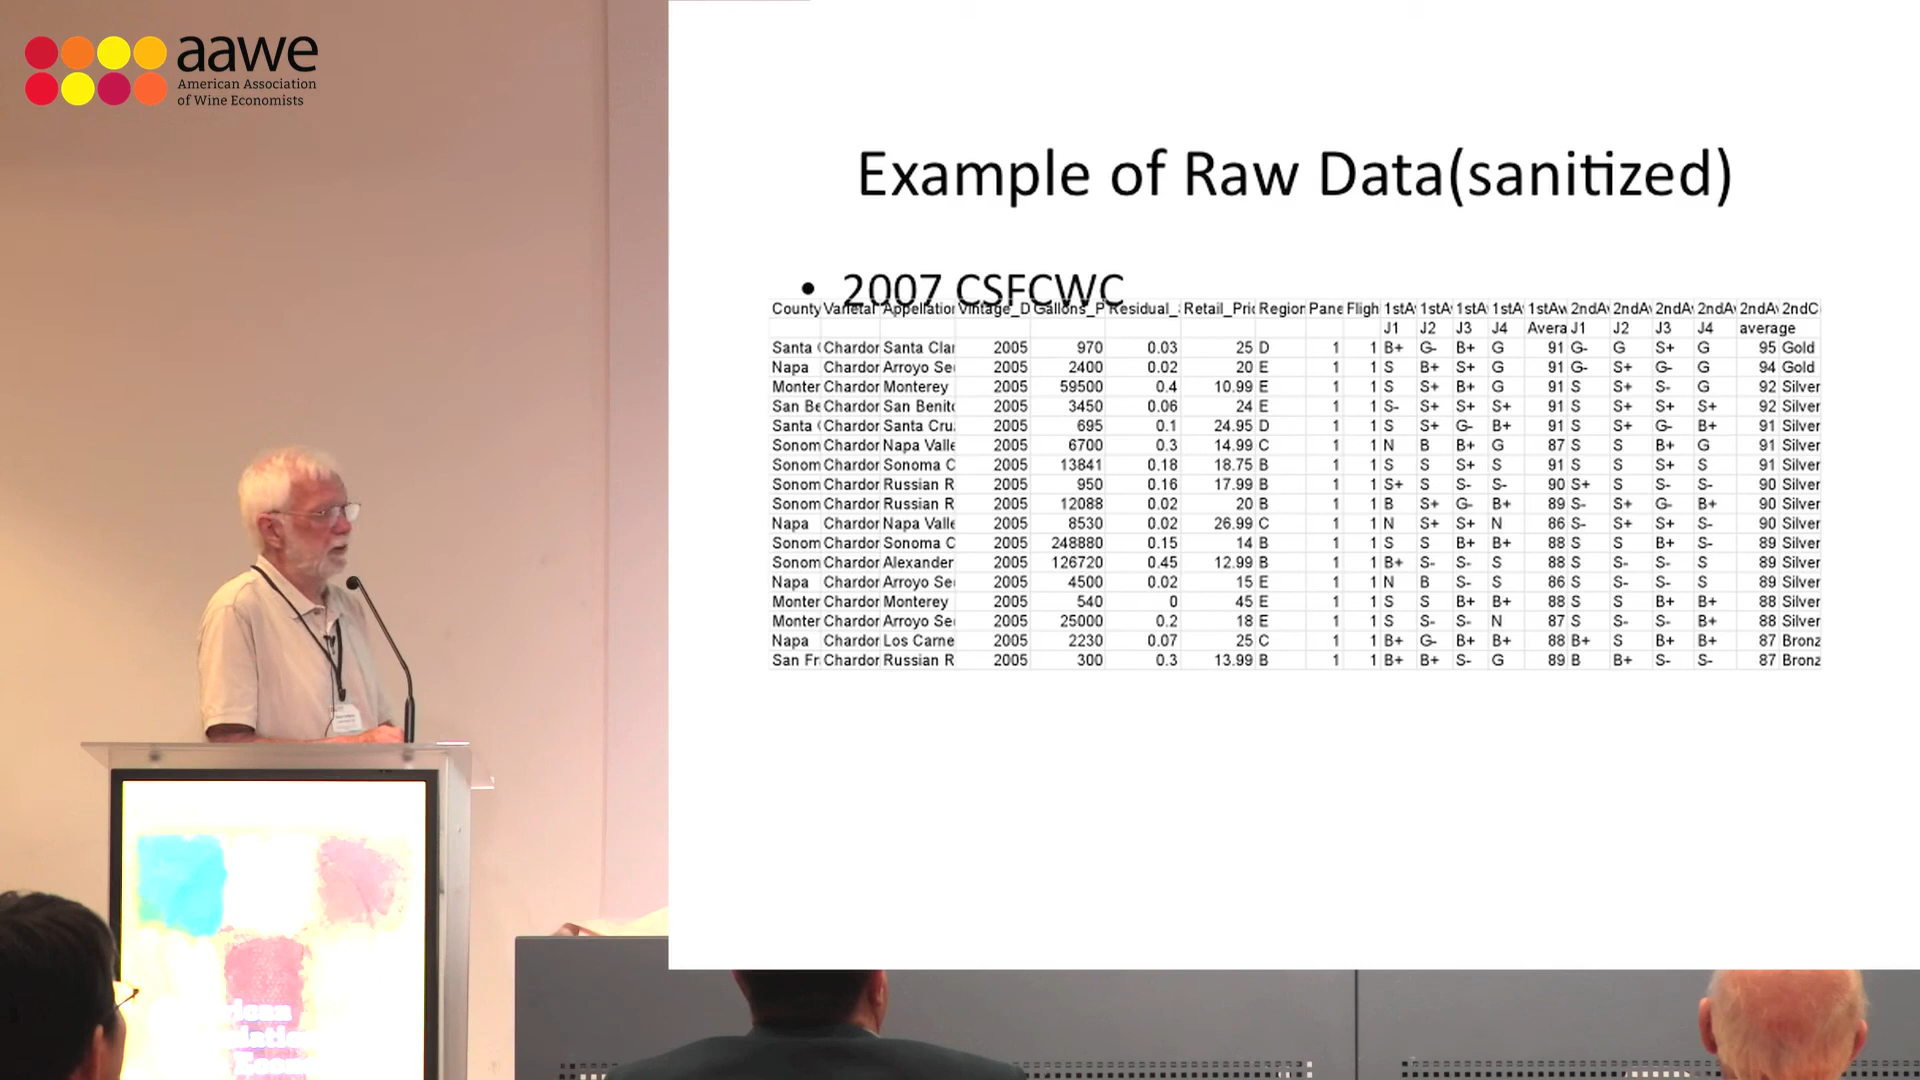 aawe
American Association
of Wine Economists
Example of Raw Data(sanitized)
• 2007 CSFCWC
County Varietal Appellation Vintage_D Gallons_P Residual_ Retail_Pric Region Pane Fligh 1stA 1stA 1stA 1stA 1stAw 2ndA 2ndA 2ndA 2ndA 2ndAv 2ndC
J1 J2 J3 J4 Avera J1 J2 J3 J4 average
Santa Chardor Santa Clar 2005 970 0.03 25 D 1 1 B+ G- B+ G 91 G- G S+ G 95 Gold
Napa Chardor Arroyo Se 2005 2400 0.02 20 E 1 1 S B+ S+ G 91 G- S+ G- G 94 Gold
Monter Chardor Monterey 2005 59500 0.4 10.99 E 1 1 S S+ B+ G 91 S S+ S- G 92 Silver
San Be Chardor San Benito 2005 3450 0.06 24 E 1 1 S- S+ S+ S+ 91 S S+ S+ S+ 92 Silver
Santa Chardor Santa Cru 2005 695 0.1 24.95 D 1 1 S S+ G- B+ 91 S S+ G- B+ 91 Silver
Sonom Chardor Napa Valle 2005 6700 0.3 14.99 C 1 1 N B B+ G 87 S S B+ G 91 Silver
Sonom Chardor Sonoma C 2005 13841 0.18 18.75 B 1 1 S S S+ S 91 S S S+ S 91 Silver
Sonom Chardor Russian R 2005 950 0.16 17.99 B 1 1 S+ S S- S- 90 S+ S S- S- 90 Silver
Sonom Chardor Russian R 2005 12088 0.02 20 B 1 1 B S+ G- B+ 89 S- S+ G- B+ 90 Silver
Napa Chardor Napa Valle 2005 8530 0.02 26.99 C 1 1 N S+ S+ N 86 S- S+ S+ S- 90 Silver
Sonom Chardor Sonoma C 2005 248880 0.15 14 B 1 1 S S B+ B+ 88 S S B+ S- 89 Silver
Sonom Chardor Alexander 2005 126720 0.45 12.99 B 1 1 B+ S- S- S 88 S S- S- S 89 Silver
Napa Chardor Arroyo Se 2005 4500 0.02 15 E 1 1 N B S- S 86 S S- S- S 89 Silver
Monter Chardor Monterey 2005 540 0 45 E 1 1 S S B+ B+ 88 S S B+ B+ 88 Silver
Monter Chardor Arroyo Se 2005 25000 0.2 18 E 1 1 S S- S- N 87 S S- S- B+ 88 Silver
Napa Chardor Los Carne 2005 2230 0.07 25 C 1 1 B+ G- B+ B+ 88 B+ S B+ B+ 87 Bronz
San Fr Chardor Russian R 2005 300 0.3 13.99 B 1 1 B+ B+ S- G 89 B B+ S- S- 87 Bronz